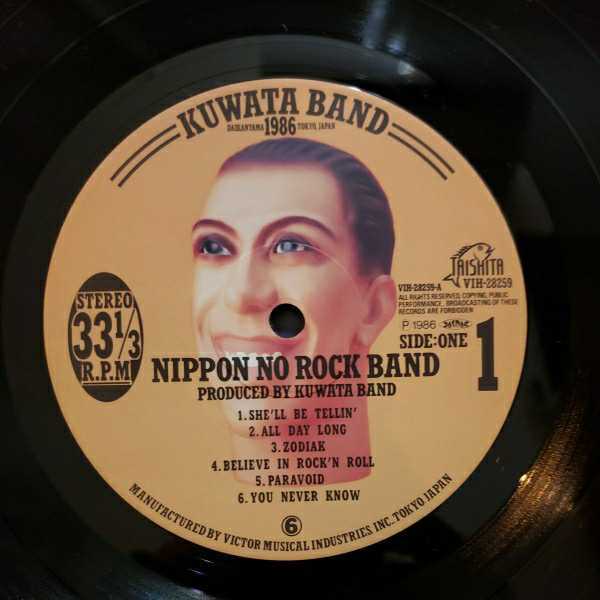 KUWATA BAND
DAIKANYAMA 1986 TOKYO, JAPAN
TAISHITA
VIH-28259
VIH-28259-A
ALL RIGHTS RESERVED. COPYING, PUBLIC
PERFORMANCE, BROADCASTING OF THESE
RECORDS ARE FORBIDDEN
P 1986
STEREO
33 1/3
R.P.M
SIDE:ONE 1
NIPPON NO ROCK BAND
PRODUCED BY KUWATA BAND
1.SHE'LL BE TELLIN'
2.ALL DAY LONG
3.ZODIAK
4.BELIEVE IN ROCK'N ROLL
5.PARAVOID
6.YOU NEVER KNOW
⑥
MANUFACTURED BY VICTOR MUSICAL INDUSTRIES, INC. TOKYO JAPAN